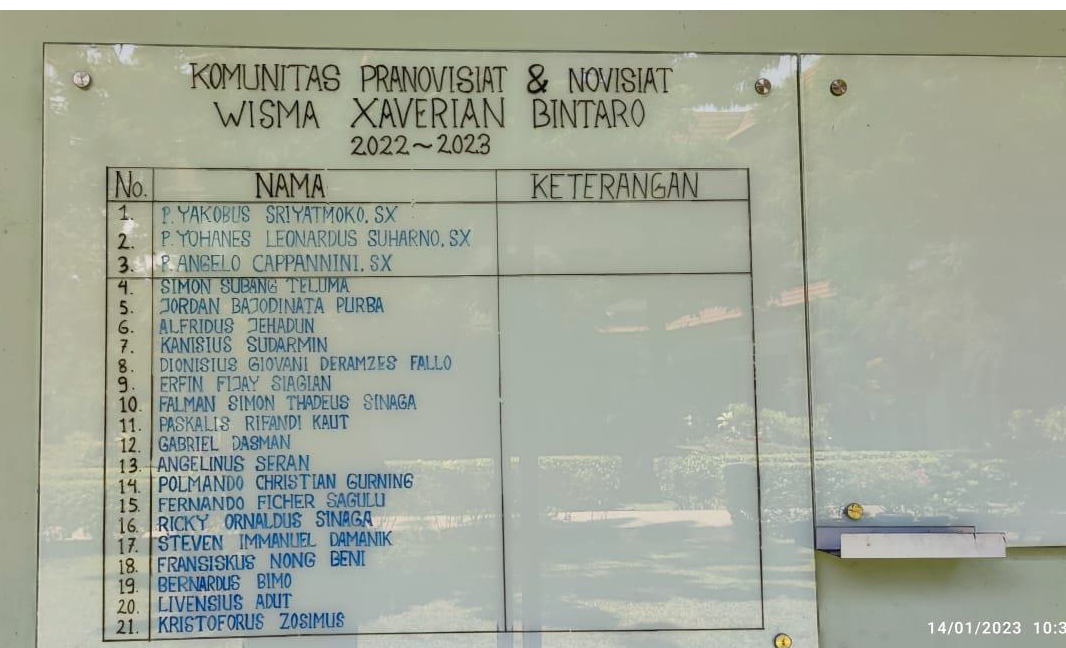 KOMUNITAS PRANOVISIAT & NOVISIAT
WISMA XAVERIAN BINTARO
2022~2023
No. NAMA KETERANGAN
1. P. YAKOBUS SRIYATMOKO, SX
2. P. YOHANES LEONARDUS SUHARNO, SX
3. P. ANGELO CAPPANNINI, SX
4. SIMON SUBANG TELUMA
5. JORDAN BAJODINATA PURBA
6. ALFRIDUS JEHADUN
7. KANISIUS SUDARMIN
8. DIONISIUS GIOVANI DERAMZES FALLO
9. ERFIN FIJAY SIAGIAN
10. FALMAN SIMON THADEUS SINAGA
11. PASKALIS RIFANDI KAUT
12. GABRIEL DASMAN
13. ANGELINUS SERAN
14. POLMANDO CHRISTIAN GURNING
15. FERNANDO FICHER SAGULU
16. RICKY ORNALDUS SINAGA
17. STEVEN IMMANUEL DAMANIK
18. FRANSISKUS NONG BENI
19. BERNARDUS BIMO
20. LIVENSIUS ADUT
21. KRISTOFORUS ZOSIMUS
14/01/2023